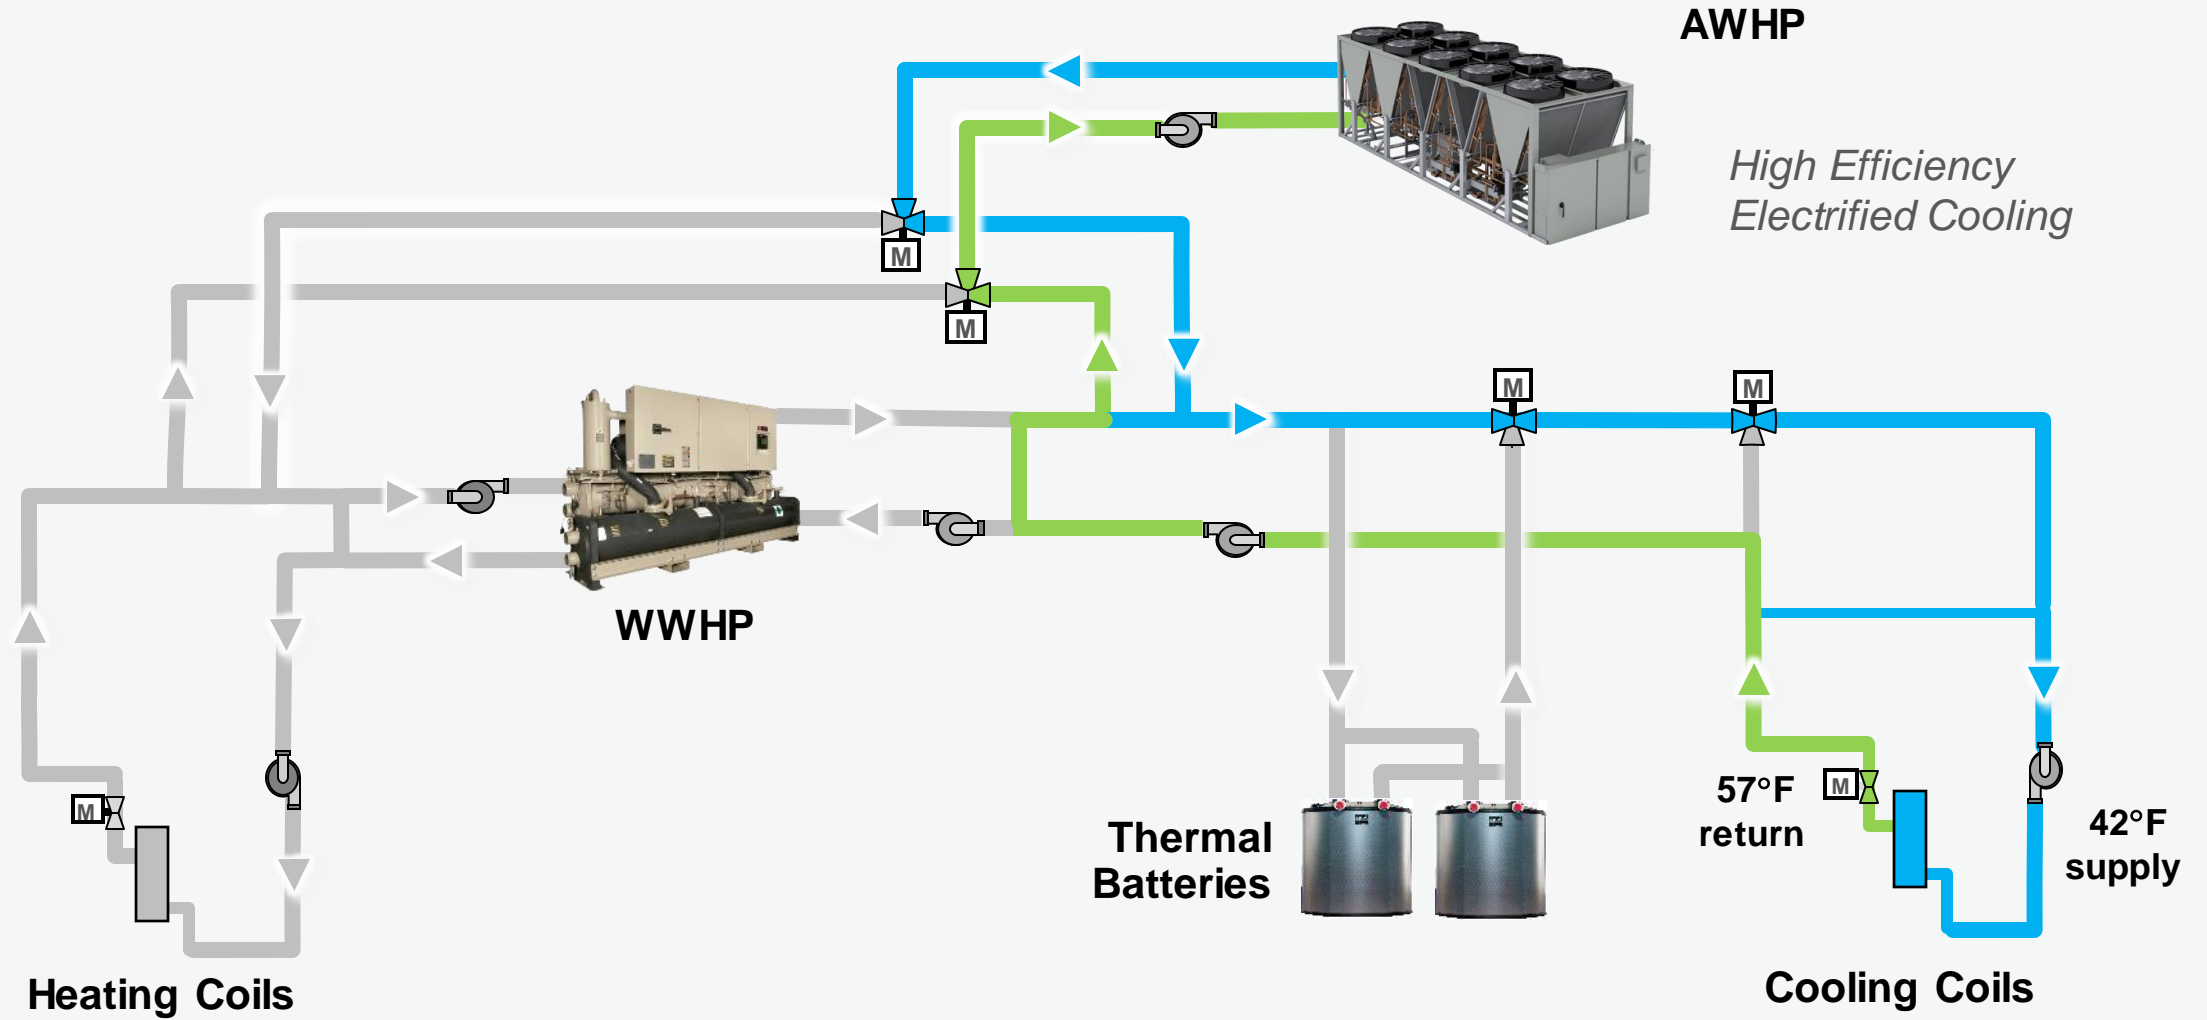 AWHP
High Efficiency
Electrified Cooling
M
M
M
M
WWHP
57°F
return
M
42°F
supply
M
Thermal
Batteries
Heating Coils
Cooling Coils